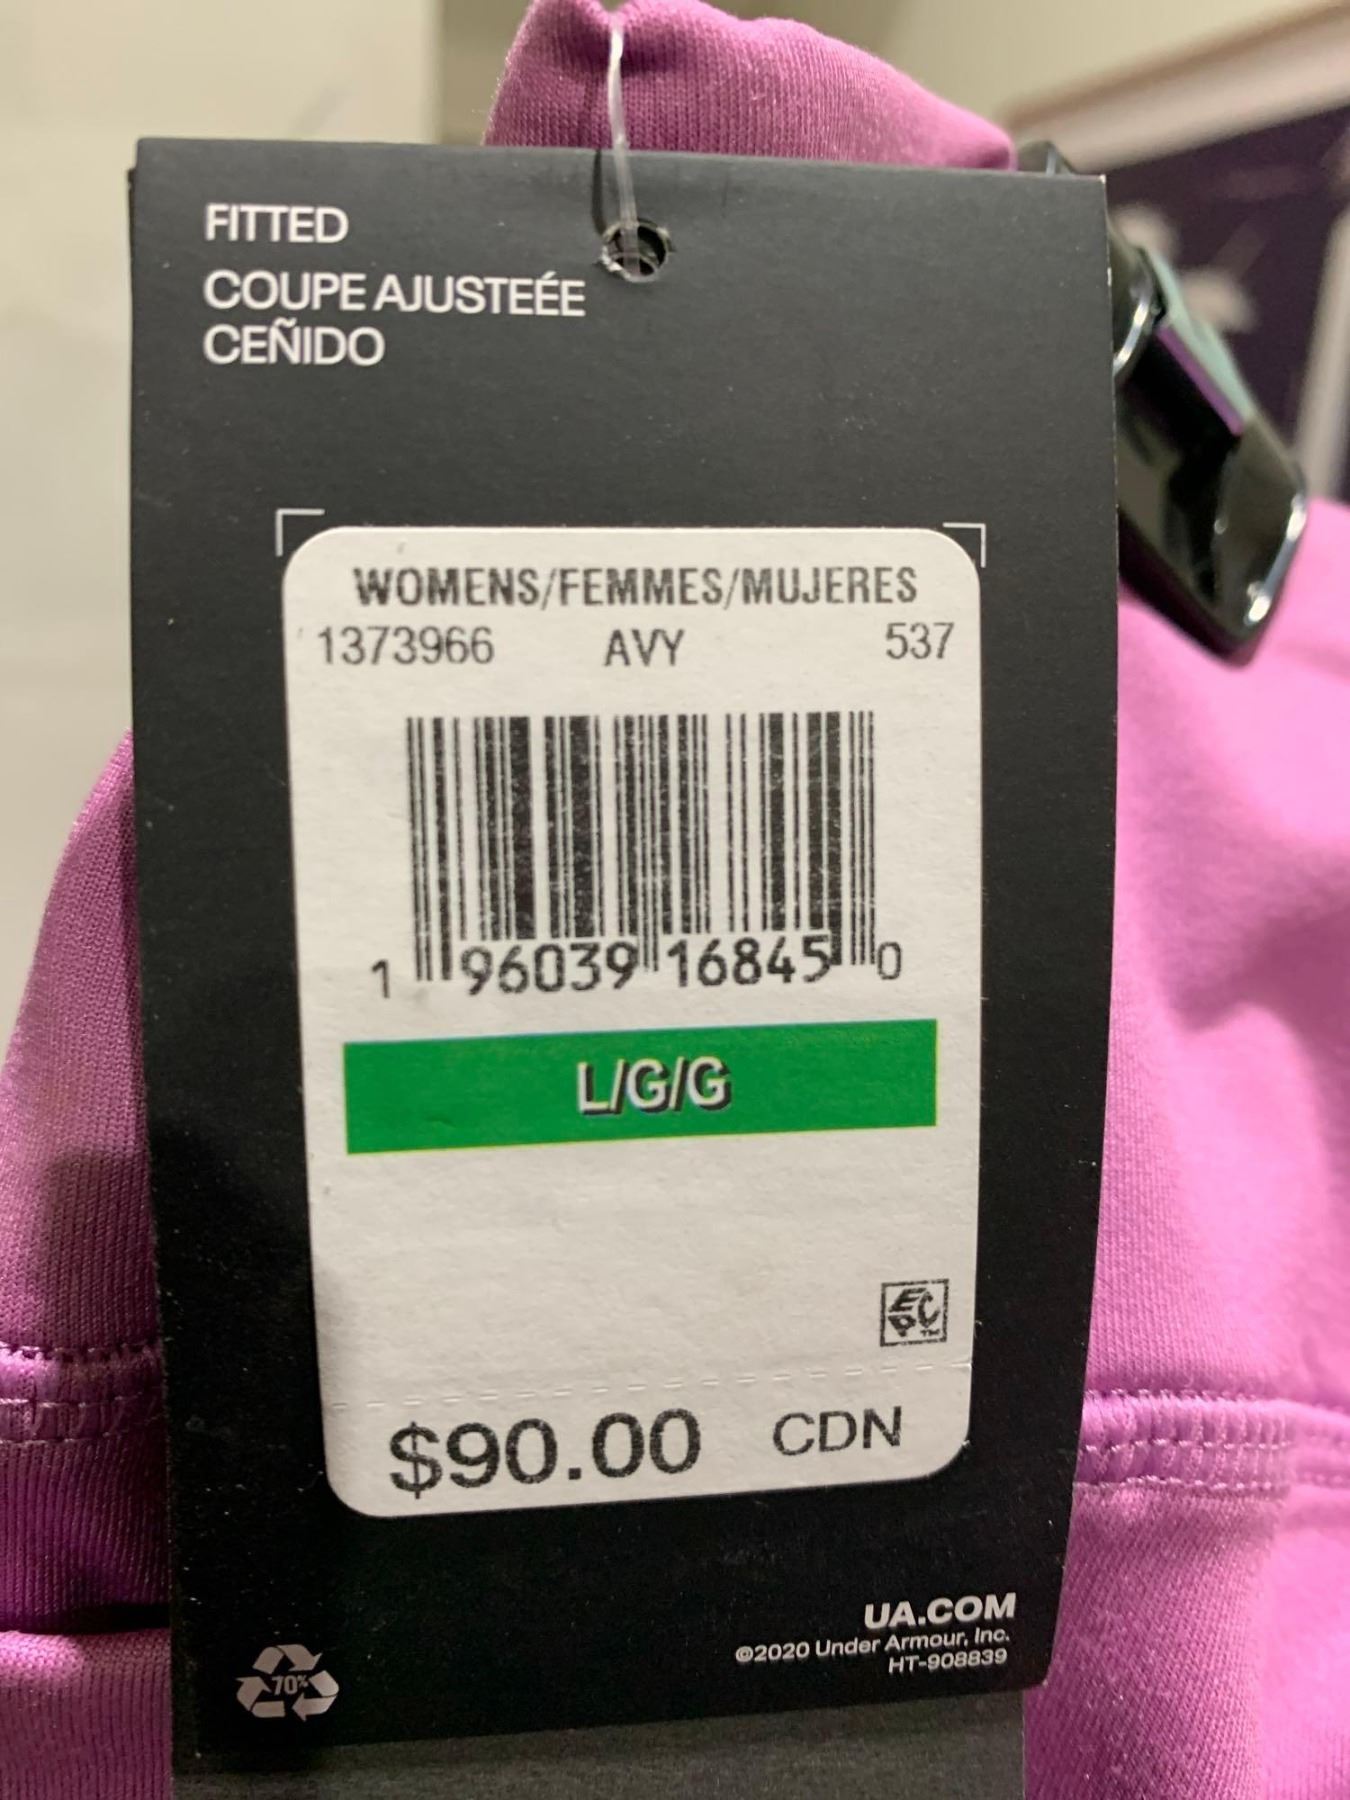 FITTED
COUPE AJUSTEÉE
CEÑIDO
WOMENS/FEMMES/MUJERES
1373966 AVY 537
1 96039 16845 0
L/G/G
EPC™
$90.00 CDN
UA.COM
©2020 Under Armour, Inc.
HT-908839
70%